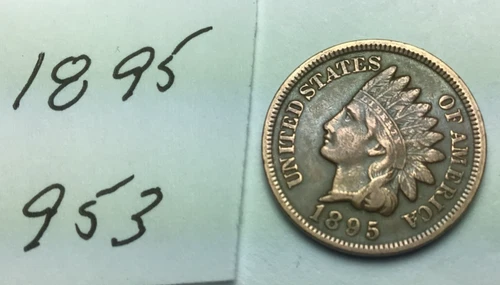 1895
953
UNITED STATES OF AMERICA
1895